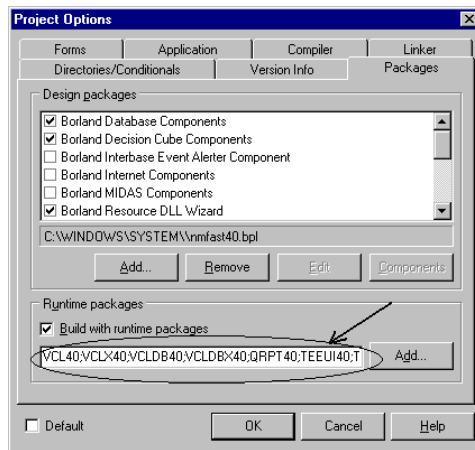 Project Options
Forms Application Compiler Linker
Directories/Conditionals Version Info Packages
Design packages
Borland Database Components
Borland Decision Cube Components
Borland Interbase Event Alerter Component
Borland Internet Components
Borland MIDAS Components
Borland Resource DLL Wizard
C:\WINDOWS\SYSTEM\\nmfast40.bpl
Add... Remove Edit Components
Runtime packages
Build with runtime packages
VCL40;VCLX40;VCLDB40;VCLDBX40;QRPT40;TEEUI40;T Add...
Default OK Cancel Help